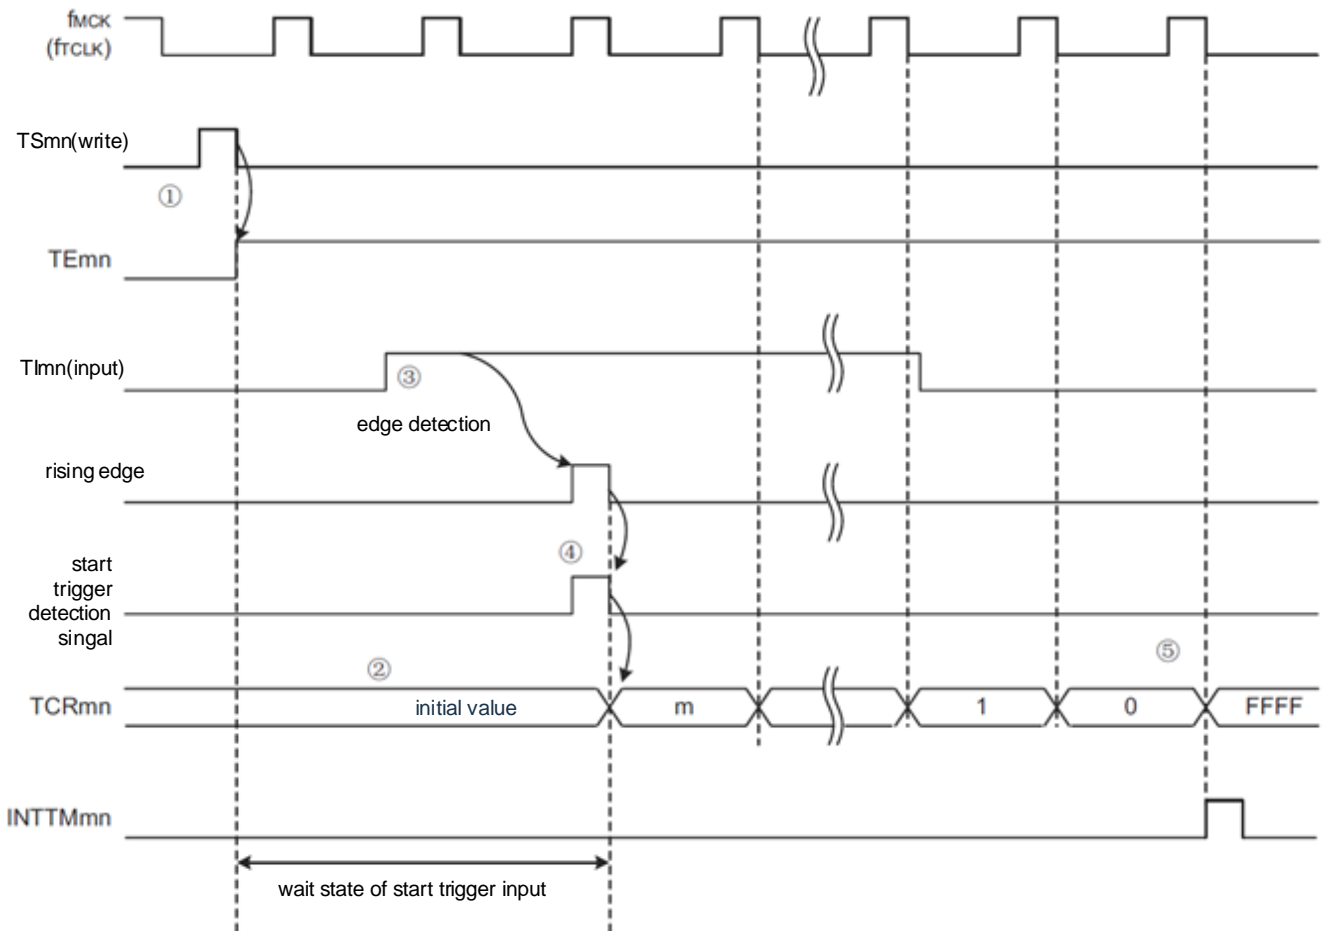 fMCK
(fTCLK)
TSmn(write)
①
TEmn
TImn(input)
③
edge detection
rising edge
④
start
trigger
detection
singal
②
⑤
TCRmn
initial value
m
1
0
FFFF
INTTMmn
wait state of start trigger input